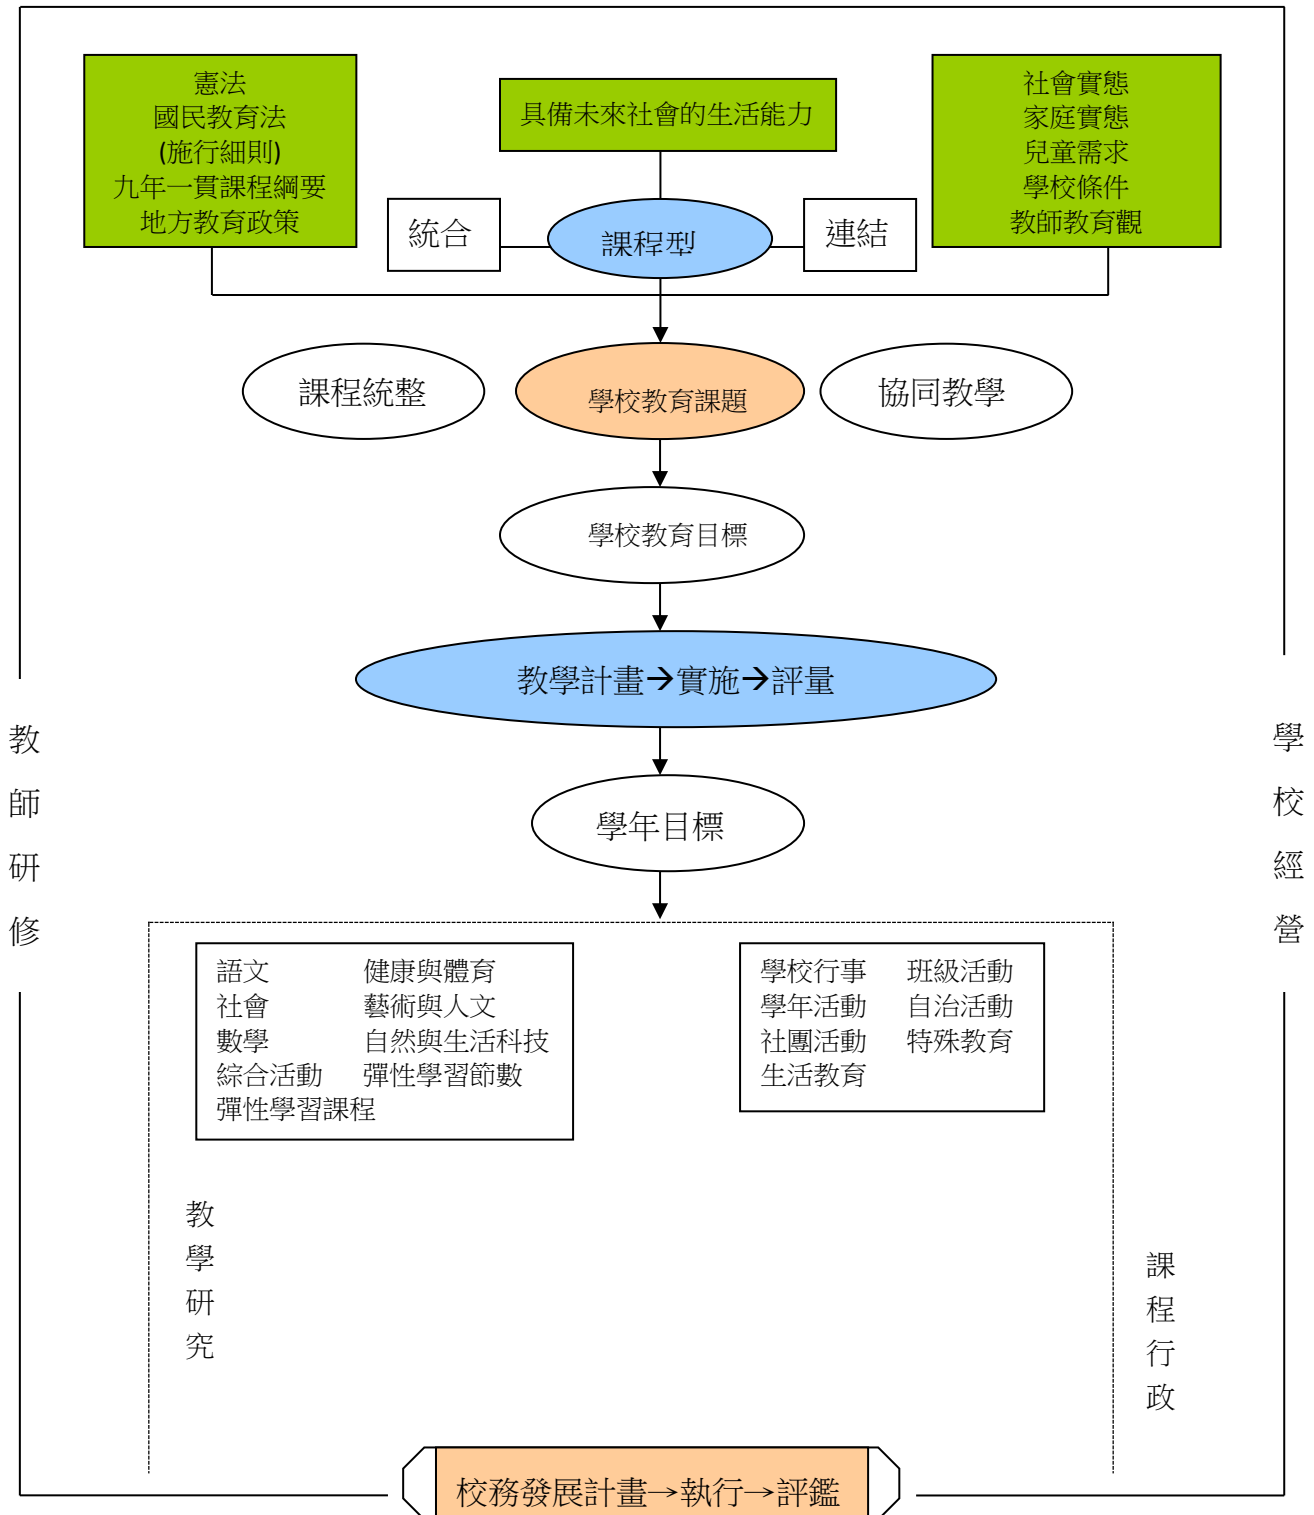 憲法
國民教育法
(施行細則)
九年一貫課程綱要
地方教育政策
具備未來社會的生活能力
社會實態
家庭實態
兒童需求
學校條件
教師教育觀
統合
課程型
連結
課程統整
學校教育課題
協同教學
學校教育目標
教學計畫→實施→評量
學年目標
教師研修
學校經營
語文 健康與體育
社會 藝術與人文
數學 自然與生活科技
綜合活動 彈性學習節數
彈性學習課程
學校行事 班級活動
學年活動 自治活動
社團活動 特殊教育
生活教育
教學研究
課程行政
校務發展計畫→執行→評鑑